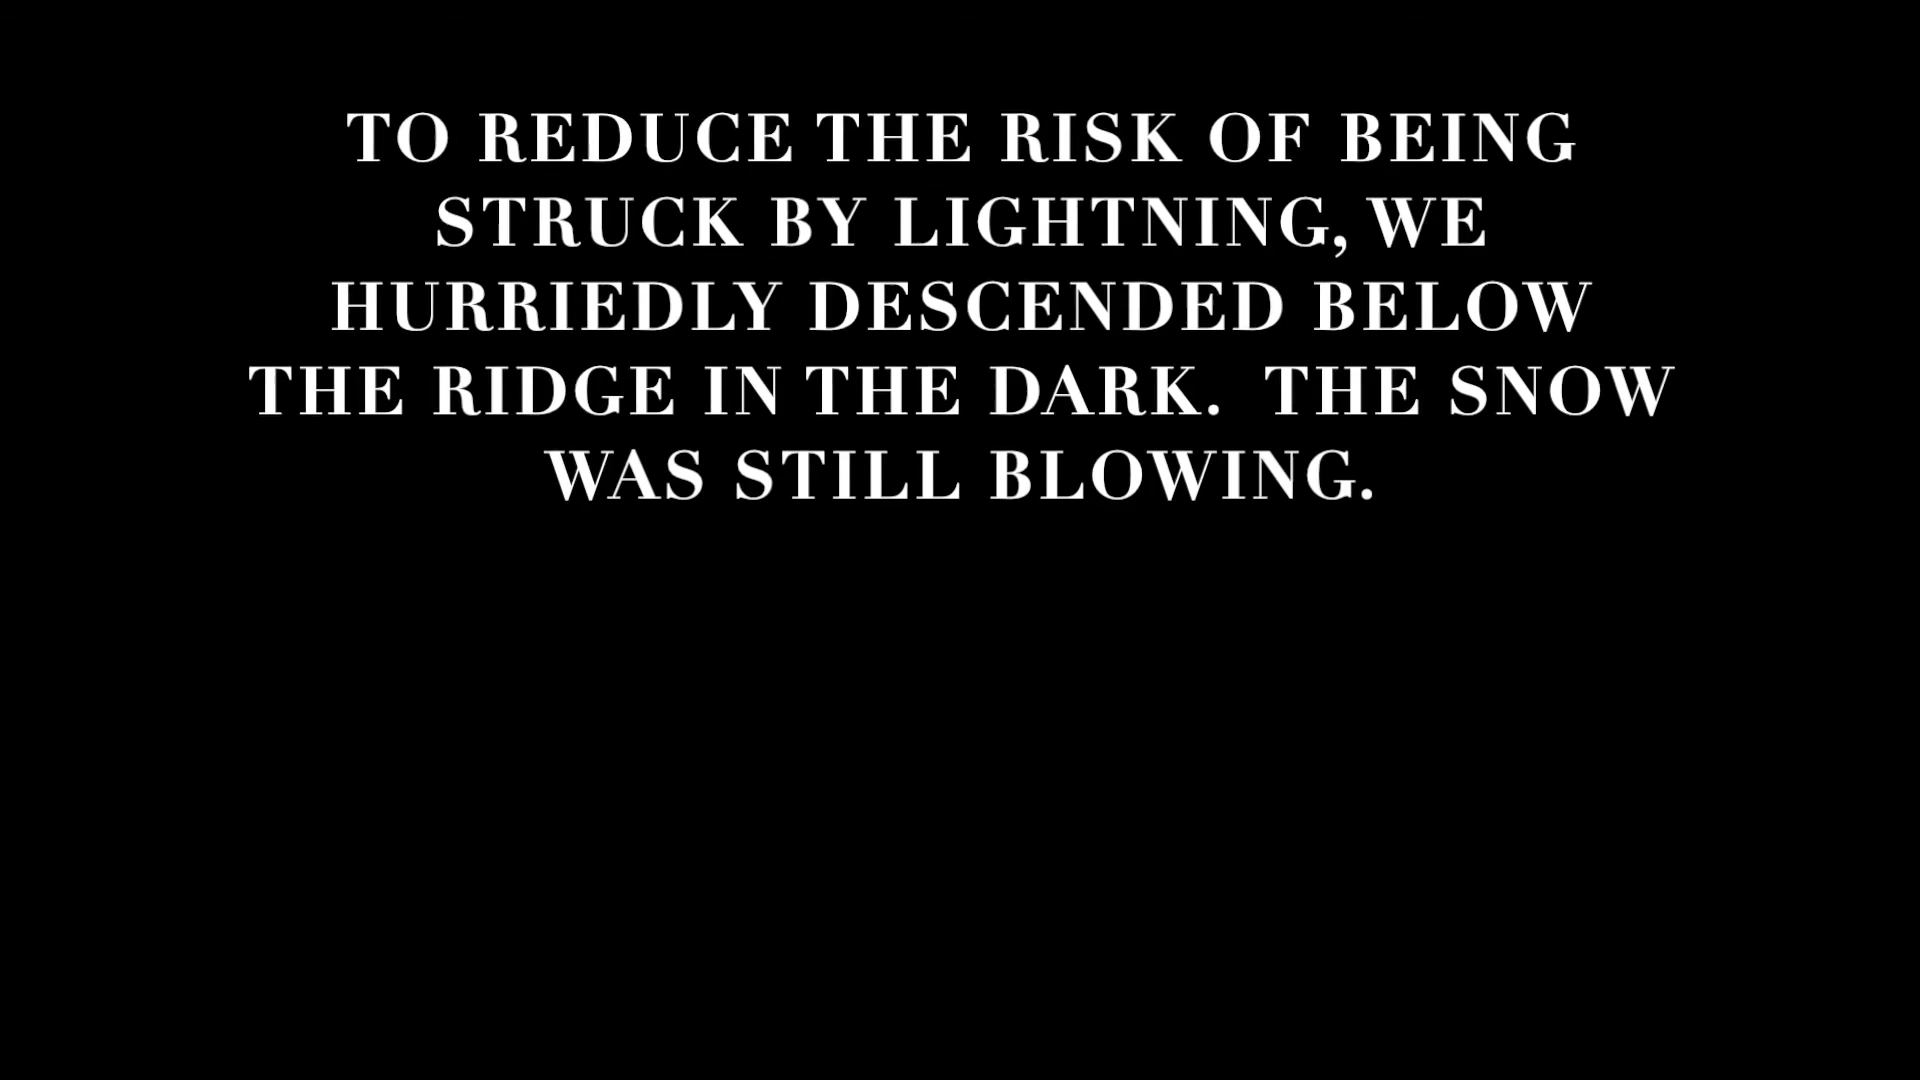 TO REDUCE THE RISK OF BEING
STRUCK BY LIGHTNING, WE
HURRIEDLY DESCENDED BELOW
THE RIDGE IN THE DARK.  THE SNOW
WAS STILL BLOWING.